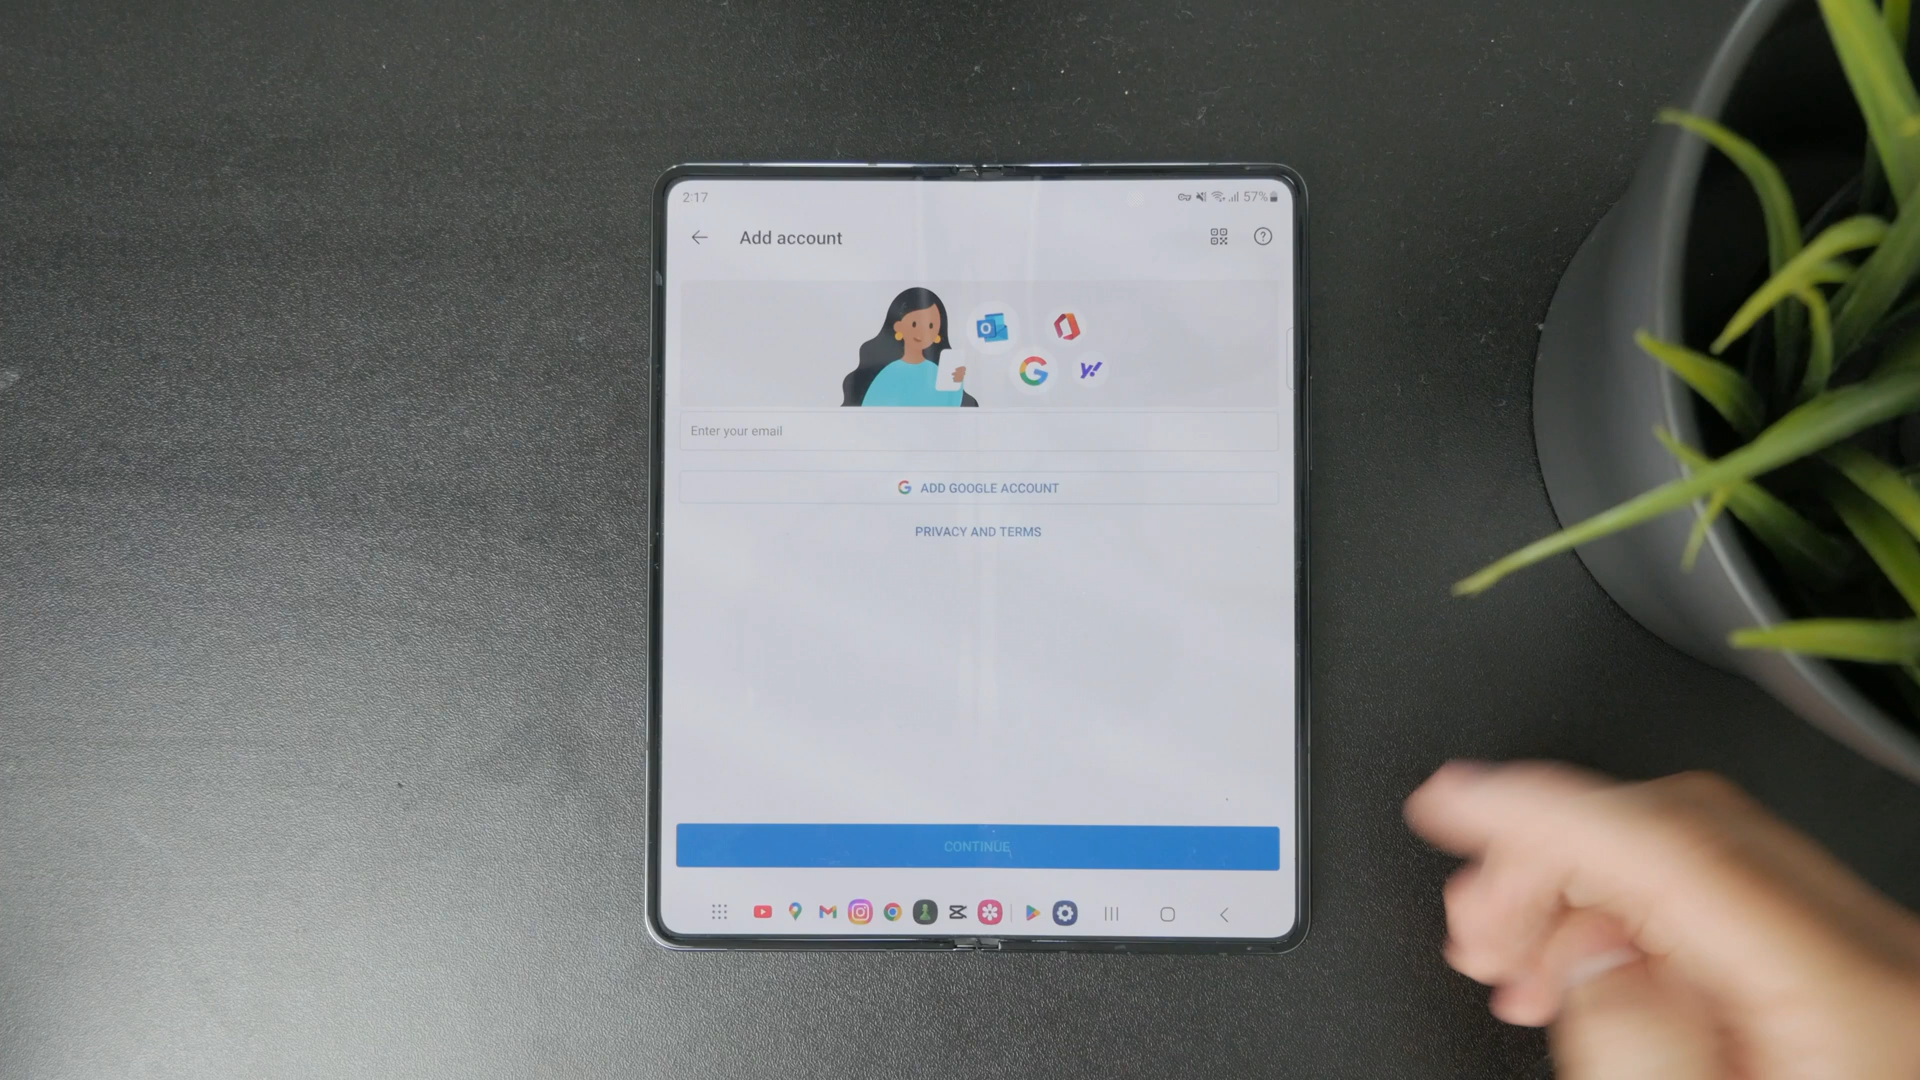 2:17
57%
Add account
Enter your email
ADD GOOGLE ACCOUNT
PRIVACY AND TERMS
CONTINUE